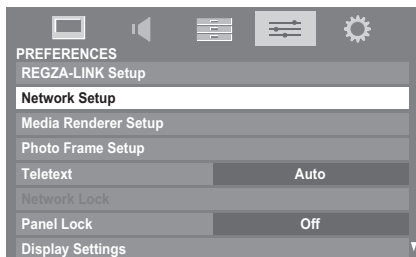 PREFERENCES
REGZA-LINK Setup
Network Setup
Media Renderer Setup
Photo Frame Setup
Teletext Auto
Network Lock
Panel Lock Off
Display Settings